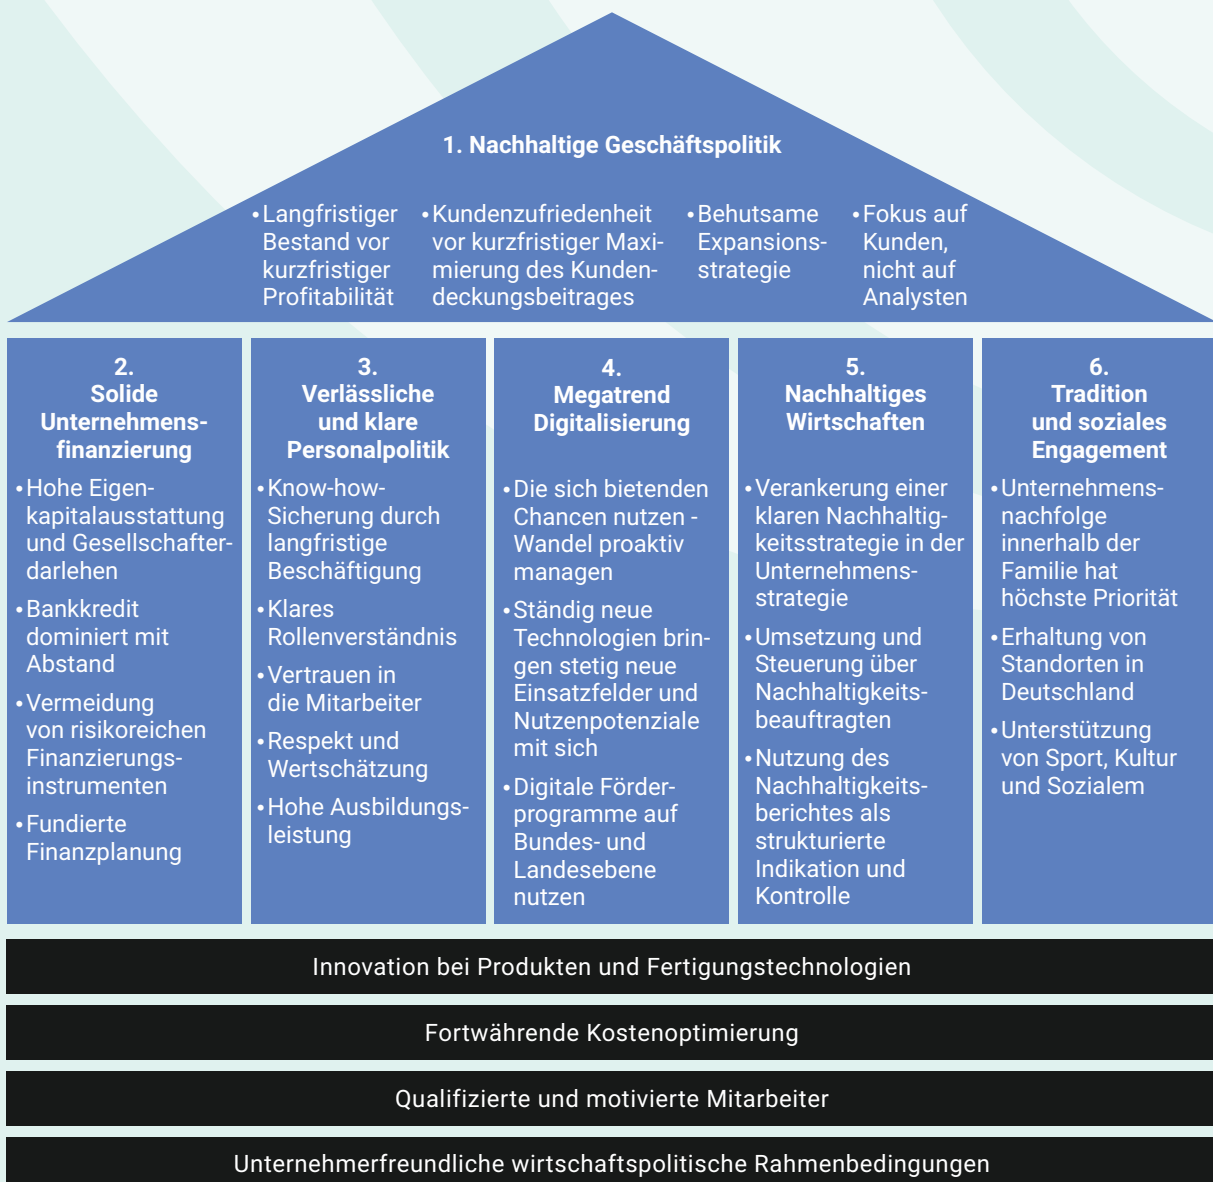 1. Nachhaltige Geschäftspolitik
• Langfristiger
Bestand vor
kurzfristiger
Profitabilität
• Kundenzufriedenheit
vor kurzfristiger Maxi-
mierung des Kunden-
deckungsbeitrages
• Behutsame
Expansions-
strategie
• Fokus auf
Kunden,
nicht auf
Analysten
2.
Solide
Unternehmens-
finanzierung
• Hohe Eigen-
kapitalausstattung
und Gesellschafter-
darlehen
• Bankkredit
dominiert mit
Abstand
• Vermeidung
von risikoreichen
Finanzierungs-
instrumenten
• Fundierte
Finanzplanung
3.
Verlässliche
und klare
Personalpolitik
• Know-how-
Sicherung durch
langfristige
Beschäftigung
• Klares
Rollenverständnis
• Vertrauen in
die Mitarbeiter
• Respekt und
Wertschätzung
• Hohe Ausbildungs-
leistung
4.
Megatrend
Digitalisierung
• Die sich bietenden
Chancen nutzen -
Wandel proaktiv
managen
• Ständig neue
Technologien brin-
gen stetig neue
Einsatzfelder und
Nutzenpotenziale
mit sich
• Digitale Förder-
programme auf
Bundes- und
Landesebene
nutzen
5.
Nachhaltiges
Wirtschaften
• Verankerung einer
klaren Nachhaltig-
keitsstrategie in der
Unternehmens-
strategie
• Umsetzung und
Steuerung über
Nachhaltigkeits-
beauftragten
• Nutzung des
Nachhaltigkeits-
berichtes als
strukturierte
Indikation und
Kontrolle
6.
Tradition
und soziales
Engagement
• Unternehmens-
nachfolge
innerhalb der
Familie hat
höchste Priorität
• Erhaltung von
Standorten in
Deutschland
• Unterstützung
von Sport, Kultur
und Sozialem
Innovation bei Produkten und Fertigungstechnologien
Fortwährende Kostenoptimierung
Qualifizierte und motivierte Mitarbeiter
Unternehmerfreundliche wirtschaftspolitische Rahmenbedingungen